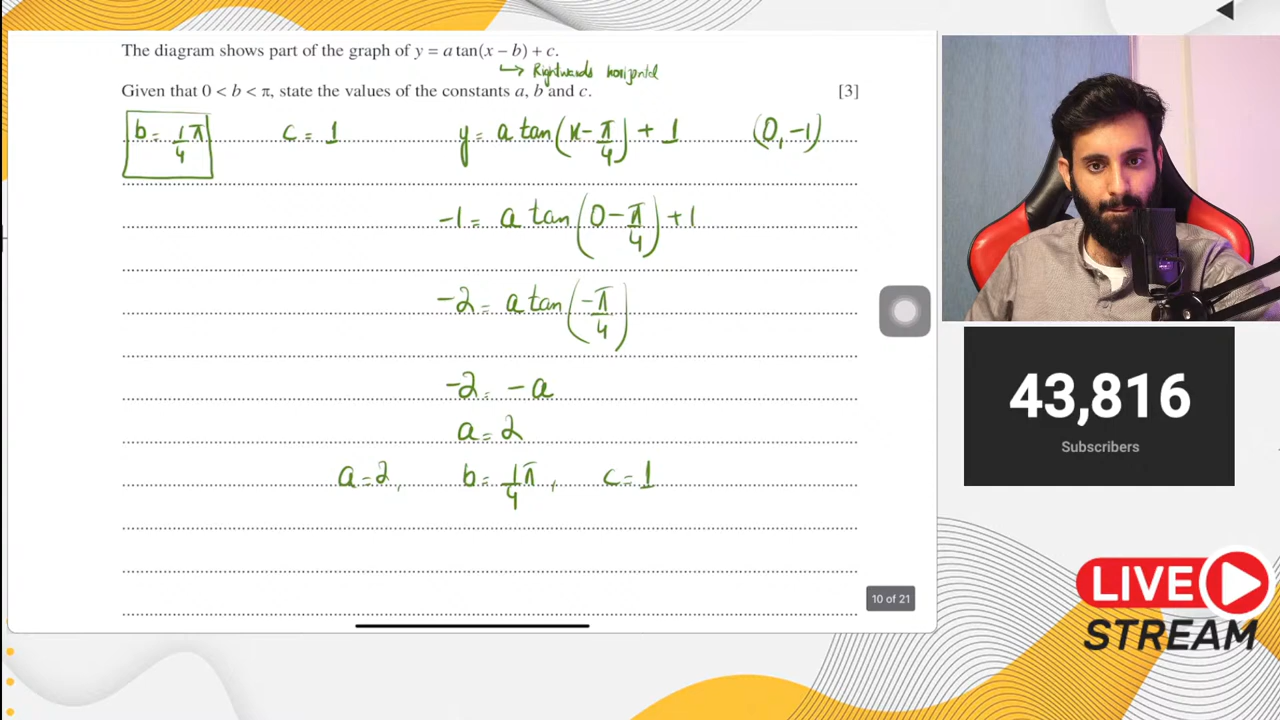 The diagram shows part of the graph of y = a tan(x − b) + c.
↳ Rightwards horizontal
Given that 0 < b < π, state the values of the constants a, b and c. [3]
b = 1/4 π c = 1 y = a tan(x − π/4) + 1 (0, −1)
−1 = a tan(0 − π/4) + 1
−2 = a tan(−π/4)
−2 = −a
a = 2
a = 2, b = 1/4 π, c = 1
10 of 21
43,816
Subscribers
LIVE
STREAM